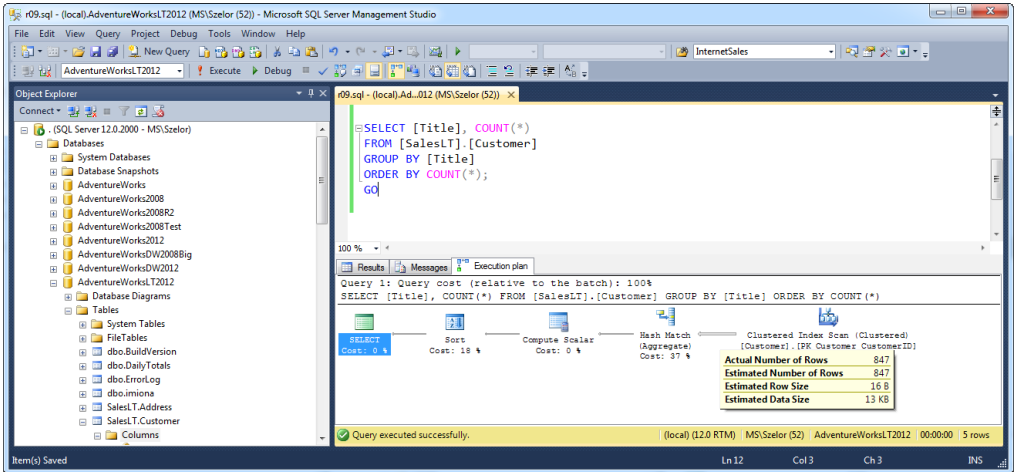 r09.sql - (local).AdventureWorksLT2012 (MS\Szelor (52)) - Microsoft SQL Server Management Studio
File Edit View Query Project Debug Tools Window Help
New Query InternetSales
AdventureWorksLT2012 Execute Debug
Object Explorer
Connect
. (SQL Server 12.0.2000 - MS\Szelor)
Databases
System Databases
Database Snapshots
AdventureWorks
AdventureWorks2008
AdventureWorks2008R2
AdventureWorks2008Test
AdventureWorks2012
AdventureWorksDW2008Big
AdventureWorksDW2012
AdventureWorksLT2012
Database Diagrams
Tables
System Tables
FileTables
dbo.BuildVersion
dbo.DailyTotals
dbo.ErrorLog
dbo.imiona
SalesLT.Address
SalesLT.Customer
Columns
r09.sql - (local).Ad...012 (MS\Szelor (52))
SELECT [Title], COUNT(*)
FROM [SalesLT].[Customer]
GROUP BY [Title]
ORDER BY COUNT(*);
GO
100 %
Results Messages Execution plan
Query 1: Query cost (relative to the batch): 100%
SELECT [Title], COUNT(*) FROM [SalesLT].[Customer] GROUP BY [Title] ORDER BY COUNT(*)
SELECT
Cost: 0 %
Sort
Cost: 18 %
Compute Scalar
Cost: 0 %
Hash Match
(Aggregate)
Cost: 37 %
Clustered Index Scan (Clustered)
[Customer].[PK_Customer_CustomerID]
Actual Number of Rows 847
Estimated Number of Rows 847
Estimated Row Size 16 B
Estimated Data Size 13 KB
Query executed successfully. (local) (12.0 RTM) MS\Szelor (52) AdventureWorksLT2012 00:00:00 5 rows
Item(s) Saved Ln 12 Col 3 Ch 3 INS